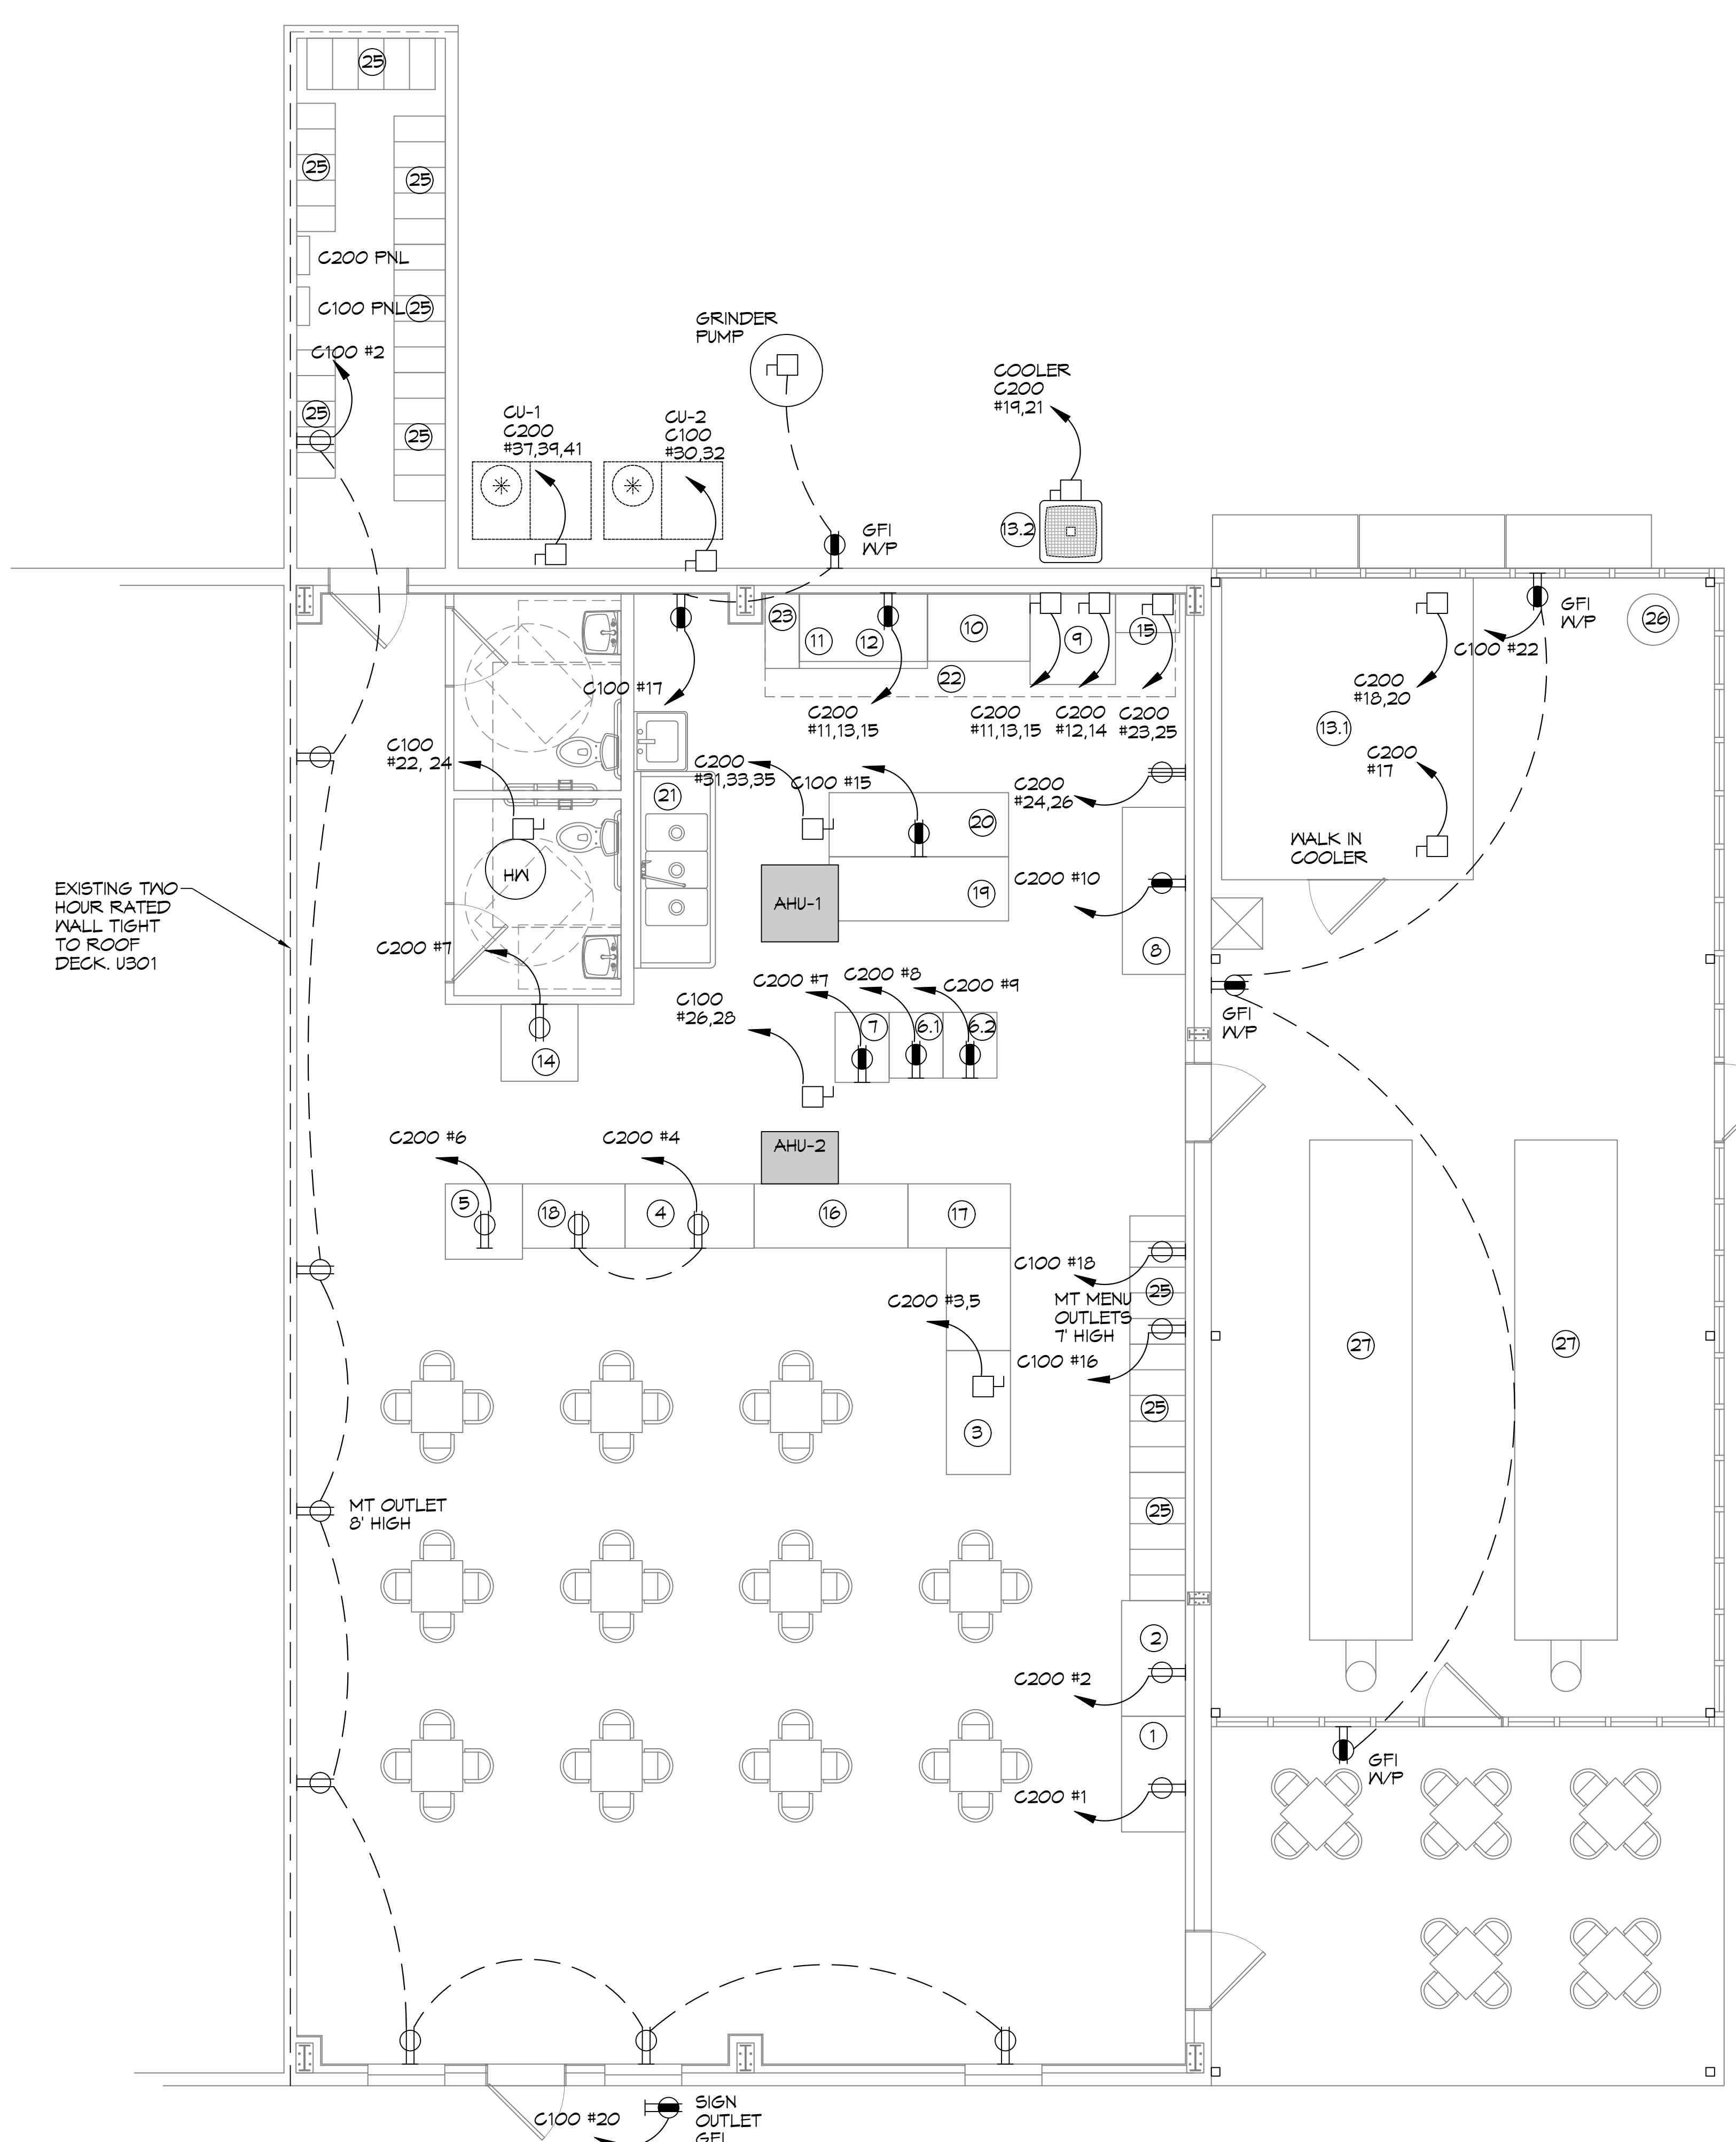 25
25
25
C200 PNL
C100 PNL
25
C100 #2
25
25
GRINDER
PUMP
COOLER
C200
#19,21
CU-1
C200
#37,39,41
CU-2
C100
#30,32
GFI
W/P
13.2
GFI
W/P
26
C100 #22
23
11
12
10
9
15
22
C100 #17
C200
#11,13,15
C200
#11,13,15
C200
#12,14
C200
#23,25
C200
#18,20
13.1
C100
#22, 24
C200
#31,33,35
C100 #15
C200
#24,26
C200
#17
21
20
WALK IN
COOLER
WH
AHU-1
19
C200 #10
EXISTING TWO
HOUR RATED
WALL TIGHT
TO ROOF
DECK. U301
C200 #7
8
C200 #7
C200 #8
C200 #9
C100
#26,28
7
6.1
6.2
GFI
W/P
14
C200 #6
C200 #4
AHU-2
5
18
4
16
17
C100 #18
25
MT MENU
OUTLETS
7' HIGH
C200 #3,5
C100 #16
27
27
25
3
MT OUTLET
8' HIGH
25
2
C200 #2
1
GFI
W/P
C200 #1
C100 #20
SIGN
OUTLET
GFI